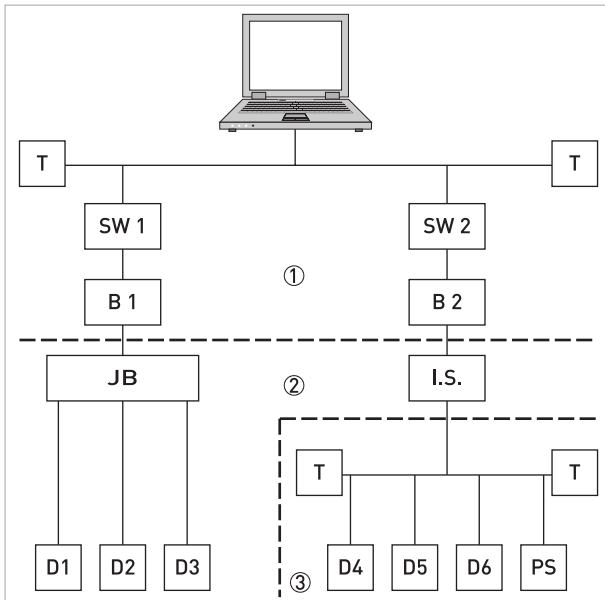 T T
SW 1 SW 2
①
B 1 B 2
JB ② I.S.
T T
D1 D2 D3 ③ D4 D5 D6 PS